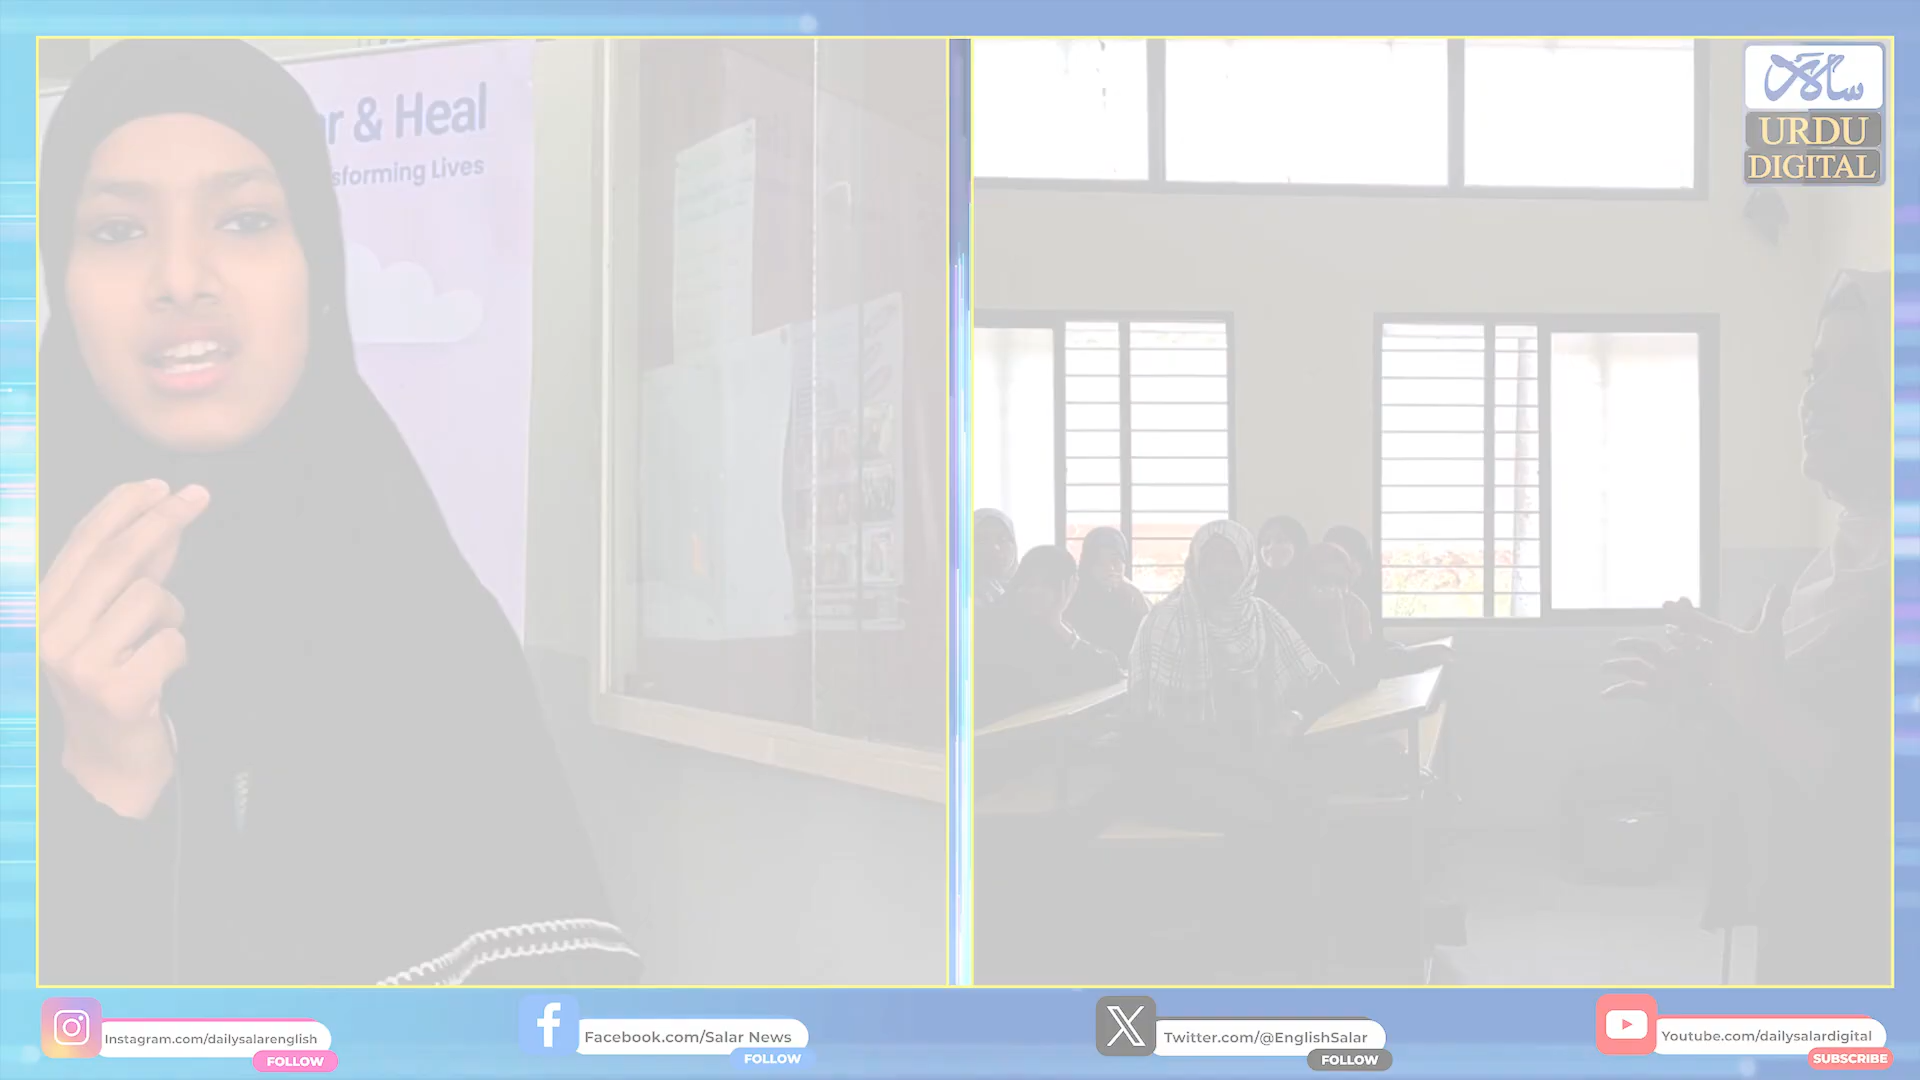 r & Heal
sforming Lives
سالار
URDU
DIGITAL
Instagram.com/dailysalarenglish
FOLLOW
Facebook.com/Salar News
FOLLOW
Twitter.com/@EnglishSalar
FOLLOW
Youtube.com/dailysalardigital
SUBSCRIBE